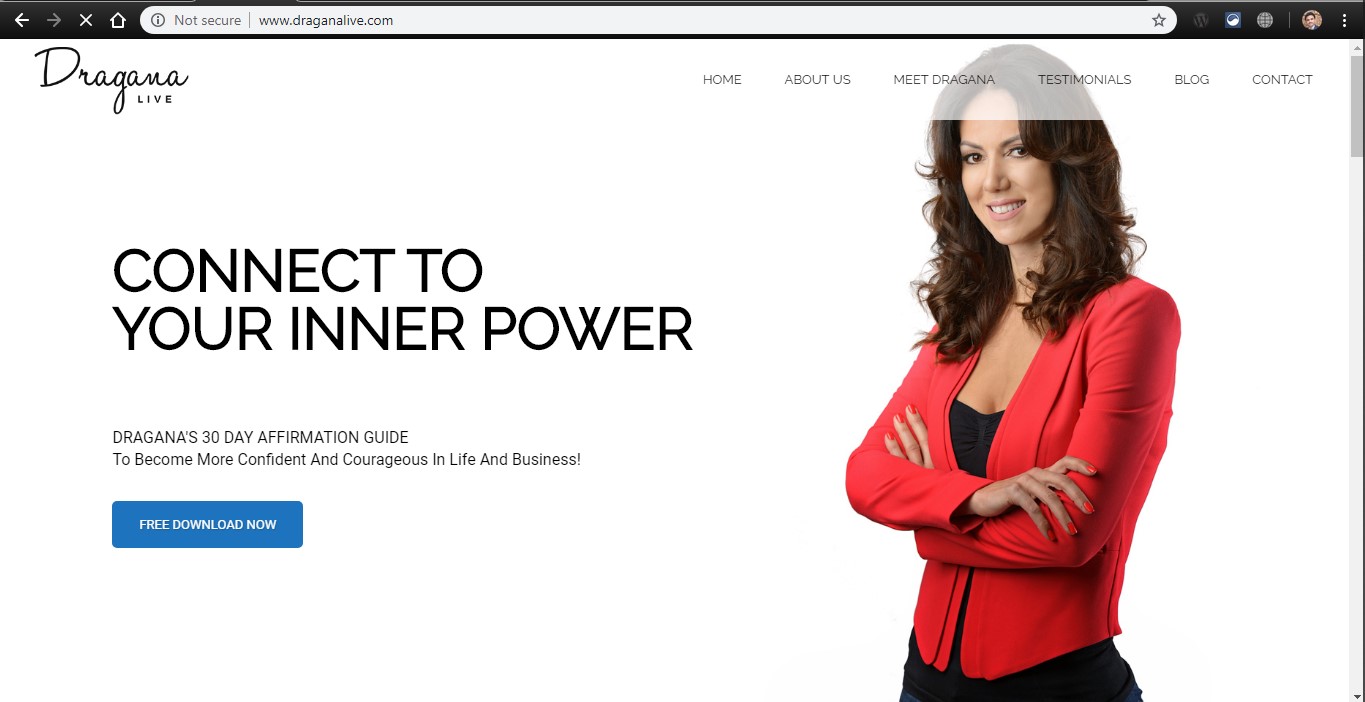 Not secure www.draganalive.com
Dragana
LIVE
HOME ABOUT US MEET DRAGANA TESTIMONIALS BLOG CONTACT
CONNECT TO
YOUR INNER POWER
DRAGANA'S 30 DAY AFFIRMATION GUIDE
To Become More Confident And Courageous In Life And Business!
FREE DOWNLOAD NOW